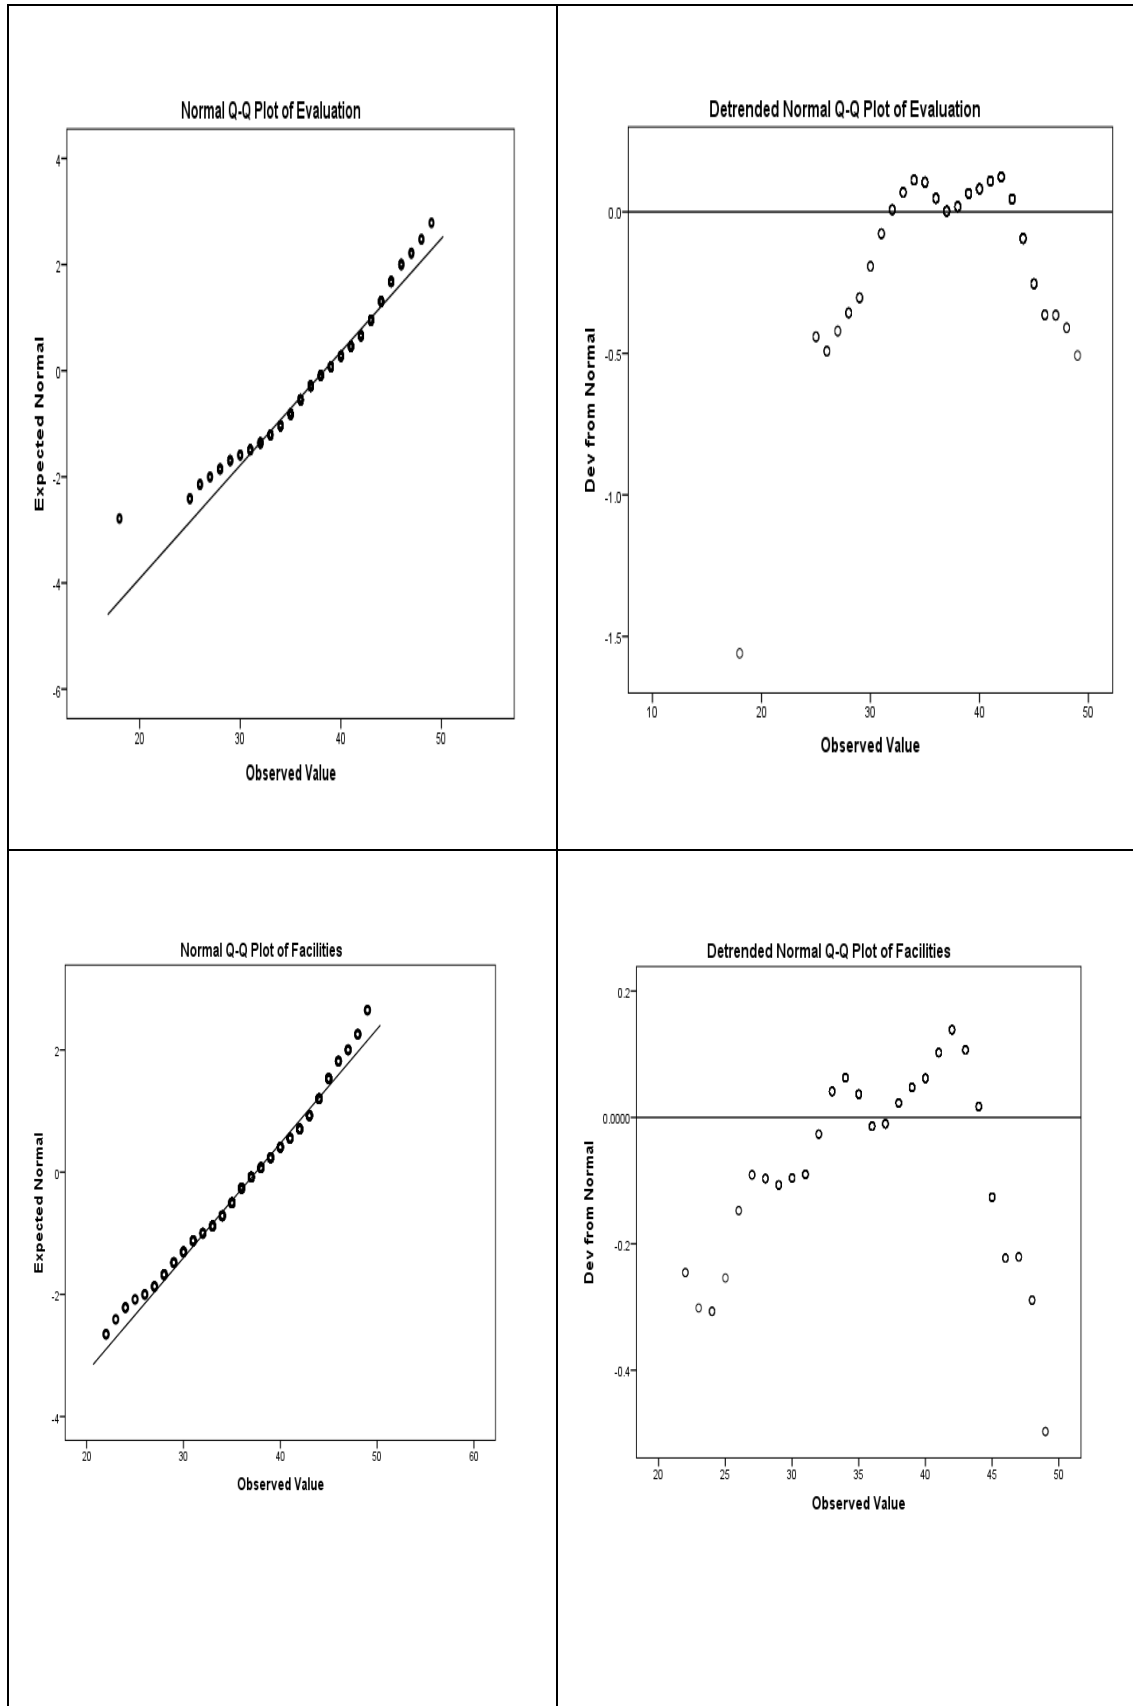 Normal Q-Q Plot of Evaluation
4
2
0
-2
-4
-6
Expected Normal
20 30 40 50
Observed Value
Detrended Normal Q-Q Plot of Evaluation
0.0
-0.5
-1.0
-1.5
Dev from Normal
10 20 30 40 50
Observed Value
Normal Q-Q Plot of Facilities
2
0
-2
-4
Expected Normal
20 30 40 50 60
Observed Value
Detrended Normal Q-Q Plot of Facilities
0.2
0.0000
-0.2
-0.4
Dev from Normal
20 25 30 35 40 45 50
Observed Value